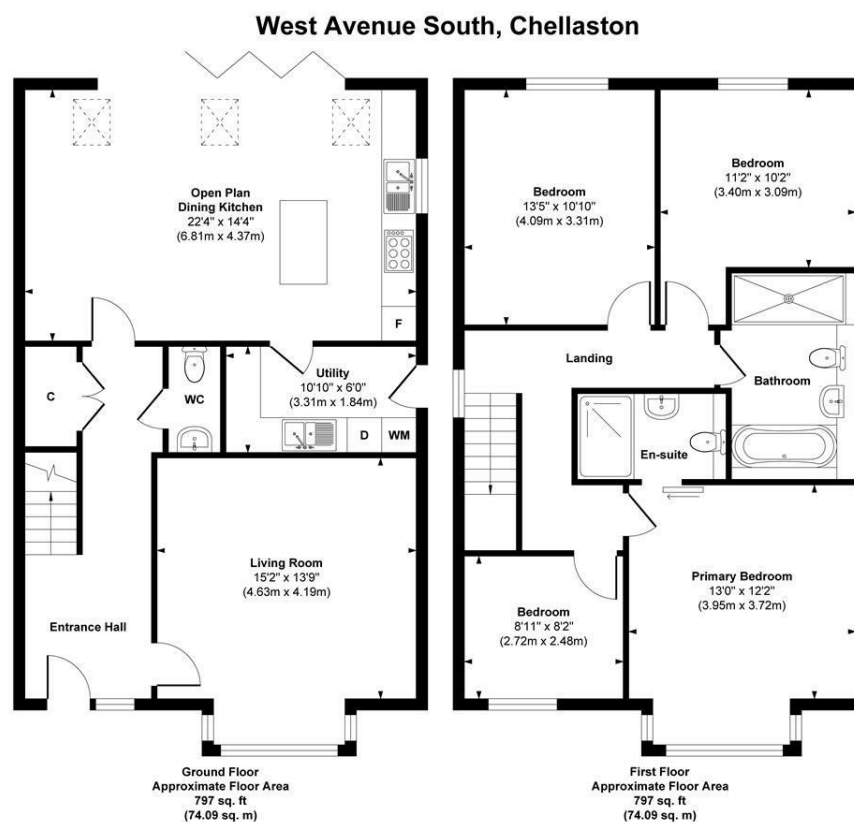 West Avenue South, Chellaston
Open Plan
Dining Kitchen
22'4" x 14'4"
(6.81m x 4.37m)
F
C
WC
Utility
10'10" x 6'0"
(3.31m x 1.84m)
D
WM
Living Room
15'2" x 13'9"
(4.63m x 4.19m)
Entrance Hall
Ground Floor
Approximate Floor Area
797 sq. ft
(74.09 sq. m)
Bedroom
13'5" x 10'10"
(4.09m x 3.31m)
Bedroom
11'2" x 10'2"
(3.40m x 3.09m)
Landing
Bathroom
En-suite
Primary Bedroom
13'0" x 12'2"
(3.95m x 3.72m)
Bedroom
8'11" x 8'2"
(2.72m x 2.48m)
First Floor
Approximate Floor Area
797 sq. ft
(74.09 sq. m)